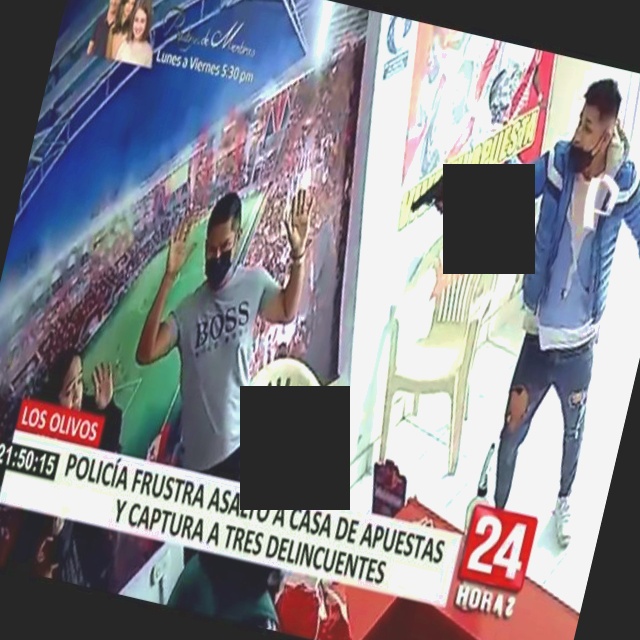 Lunes a Viernes 5:30 pm
BOSS
LOS OLIVOS
21:50:15
POLICÍA FRUSTRA ASALTO A CASA DE APUESTAS
Y CAPTURA A TRES DELINCUENTES
24
HORAS